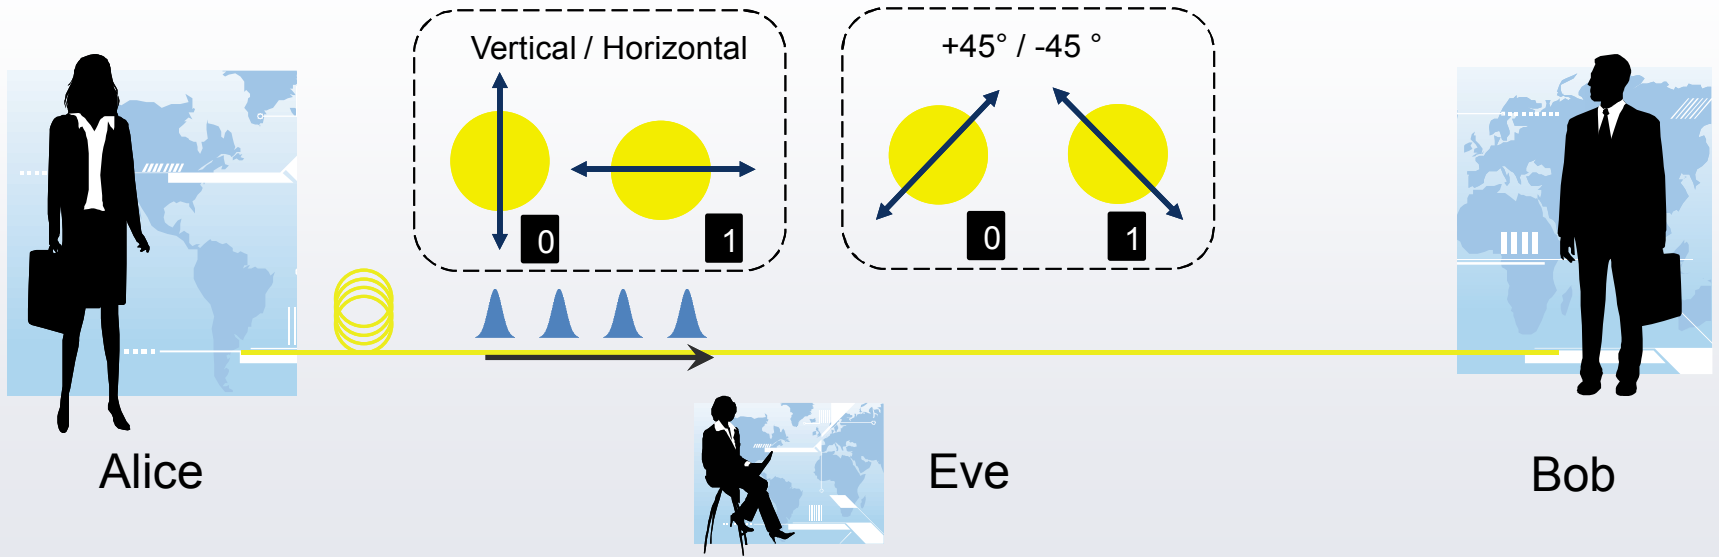 Vertical / Horizontal
0
1
+45° / -45 °
0
1
Alice
Eve
Bob